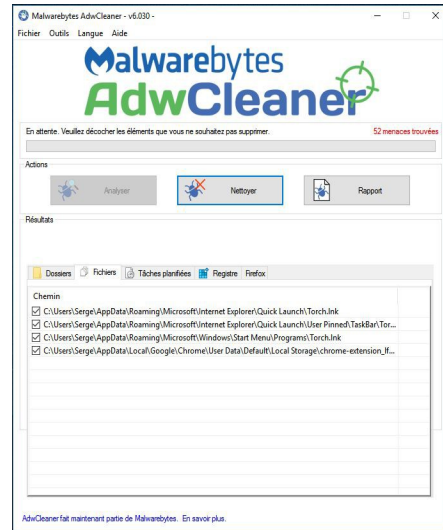 Malwarebytes AdwCleaner - v6.030 -
Fichier Outils Langue Aide
Malwarebytes
AdwCleaner
En attente. Veuillez décocher les éléments que vous ne souhaitez pas supprimer. 52 menaces trouvées
Actions
Analyser Nettoyer Rapport
Résultats
Dossiers Fichiers Tâches planifiées Registre Firefox
Chemin
C:\Users\Serge\AppData\Roaming\Microsoft\Internet Explorer\Quick Launch\Torch.lnk
C:\Users\Serge\AppData\Roaming\Microsoft\Internet Explorer\Quick Launch\User Pinned\TaskBar\Tor...
C:\Users\Serge\AppData\Roaming\Microsoft\Windows\Start Menu\Programs\Torch.lnk
C:\Users\Serge\AppData\Local\Google\Chrome\User Data\Default\Local Storage\chrome-extension_lf...
AdwCleaner fait maintenant partie de Malwarebytes. En savoir plus.